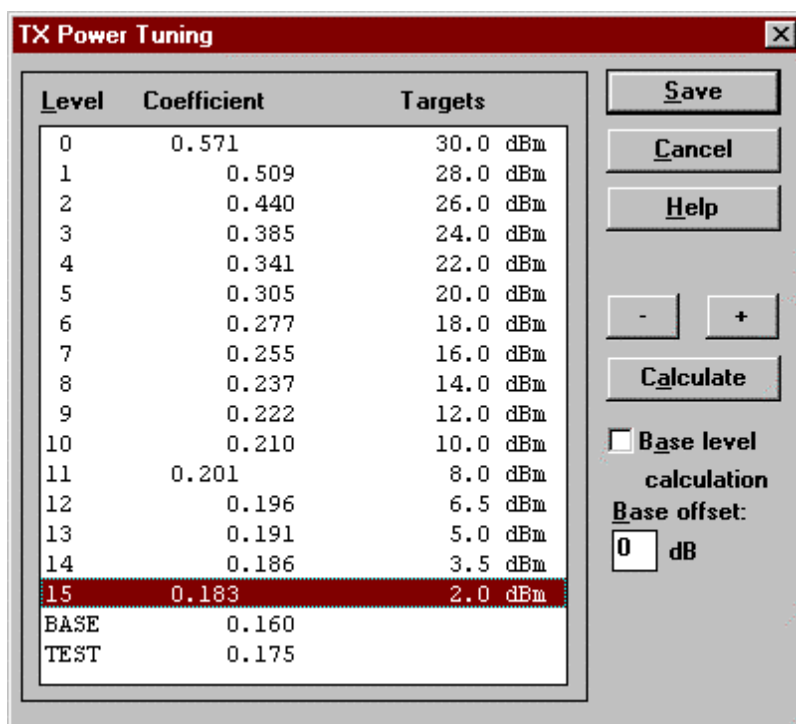 TX Power Tuning
Level Coefficient Targets
0 0.571 30.0 dBm
1 0.509 28.0 dBm
2 0.440 26.0 dBm
3 0.385 24.0 dBm
4 0.341 22.0 dBm
5 0.305 20.0 dBm
6 0.277 18.0 dBm
7 0.255 16.0 dBm
8 0.237 14.0 dBm
9 0.222 12.0 dBm
10 0.210 10.0 dBm
11 0.201 8.0 dBm
12 0.196 6.5 dBm
13 0.191 5.0 dBm
14 0.186 3.5 dBm
15 0.183 2.0 dBm
BASE 0.160
TEST 0.175
Save
Cancel
Help
- +
Calculate
Base level
calculation
Base offset:
0 dB